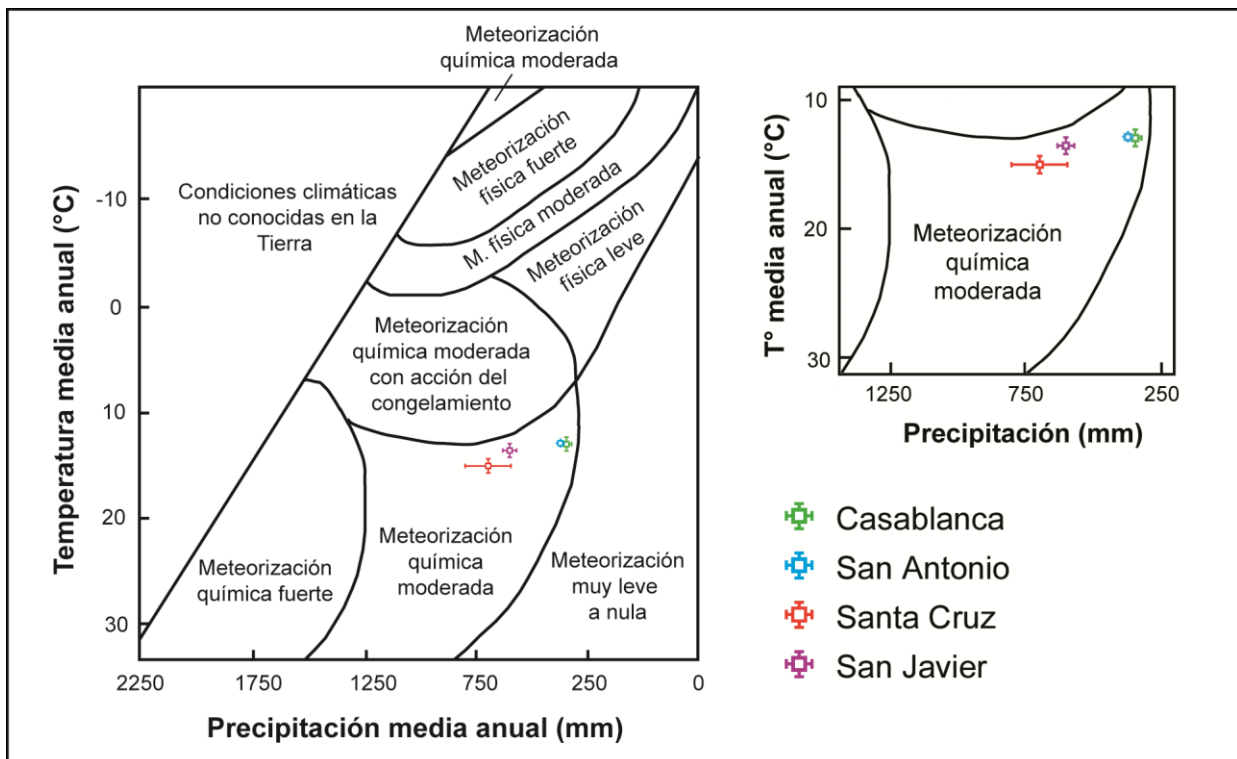 Meteorización
química moderada
Meteorización
física fuerte
M. física moderada
Meteorización
física leve
Condiciones climáticas
no conocidas en la
Tierra
Meteorización
química moderada
con acción del
congelamiento
Meteorización
química fuerte
Meteorización
química
moderada
Meteorización
muy leve
a nula
Temperatura media anual (°C)
-10
0
10
20
30
2250
1750
1250
750
250
0
Precipitación media anual (mm)
T° media anual (°C)
10
20
30
Meteorización
química
moderada
1250
750
250
Precipitación (mm)
Casablanca
San Antonio
Santa Cruz
San Javier